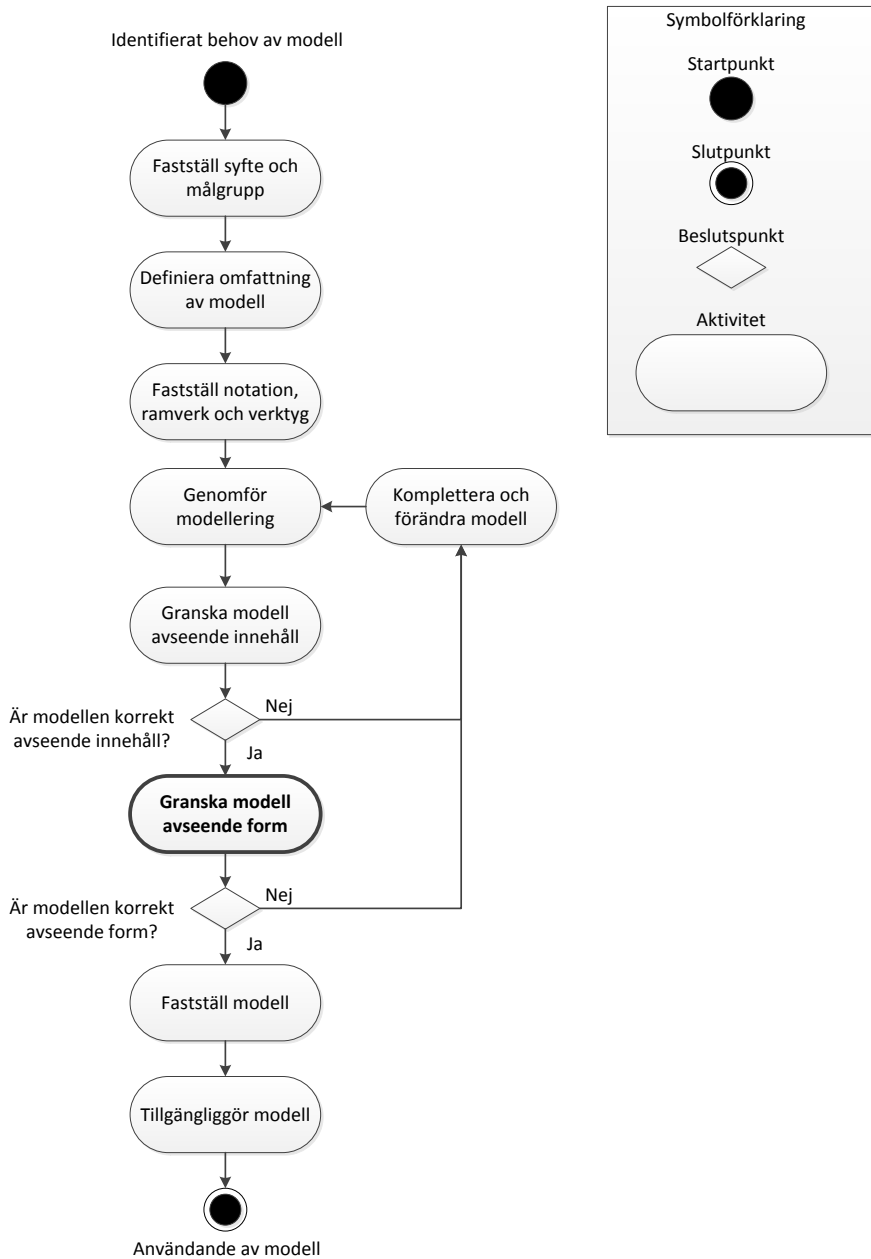 Identifierat behov av modell
Fastställ syfte och
målgrupp
Definiera omfattning
av modell
Fastställ notation,
ramverk och verktyg
Genomför
modellering
Komplettera och
förändra modell
Granska modell
avseende innehåll
Är modellen korrekt
avseende innehåll?
Nej
Ja
Granska modell
avseende form
Är modellen korrekt
avseende form?
Nej
Ja
Fastställ modell
Tillgängliggör modell
Användande av modell
Symbolförklaring
Startpunkt
Slutpunkt
Beslutspunkt
Aktivitet